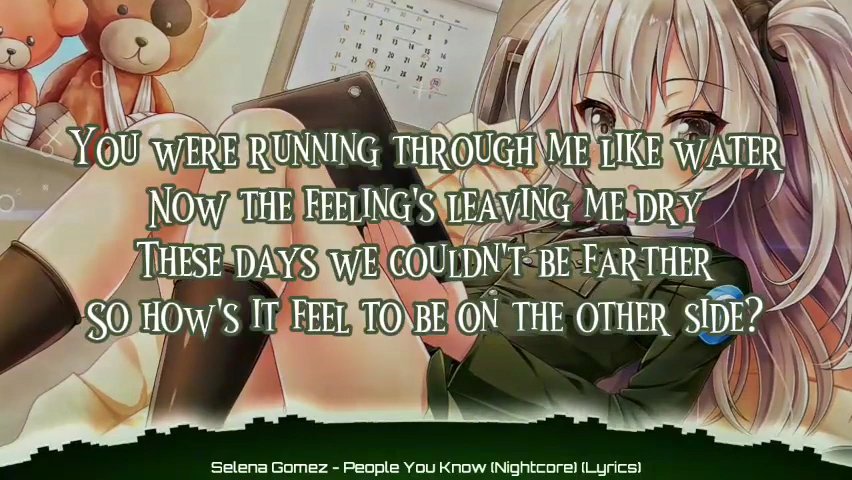 You were running through me like water
Now the feeling's leaving me dry
These days we couldn't be farther
So how's it feel to be on the other side?
Selena Gomez - People You Know (Nightcore) (Lyrics)